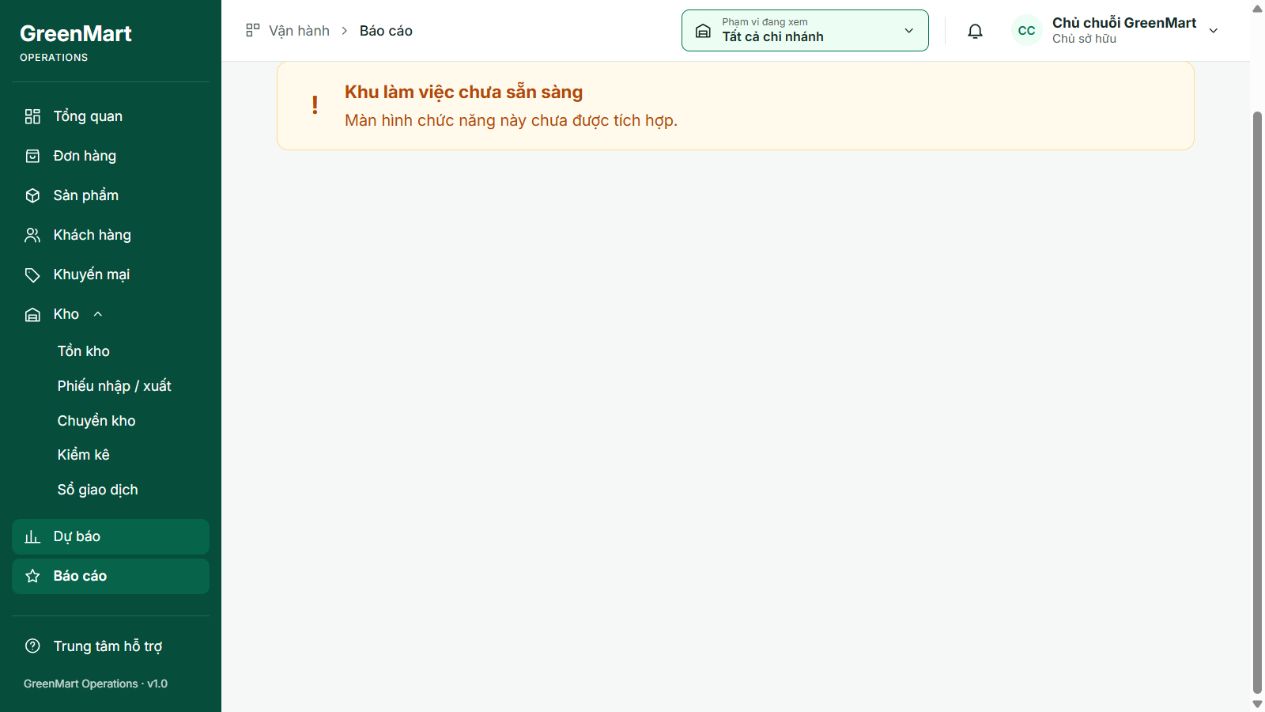 GreenMart
OPERATIONS
Tổng quan
Đơn hàng
Sản phẩm
Khách hàng
Khuyến mại
Kho
Tồn kho
Phiếu nhập / xuất
Chuyển kho
Kiểm kê
Sổ giao dịch
Dự báo
Báo cáo
Trung tâm hỗ trợ
GreenMart Operations · v1.0
Vận hành > Báo cáo
Phạm vi đang xem
Tất cả chi nhánh
CC
Chủ chuỗi GreenMart
Chủ sở hữu
! Khu làm việc chưa sẵn sàng
Màn hình chức năng này chưa được tích hợp.